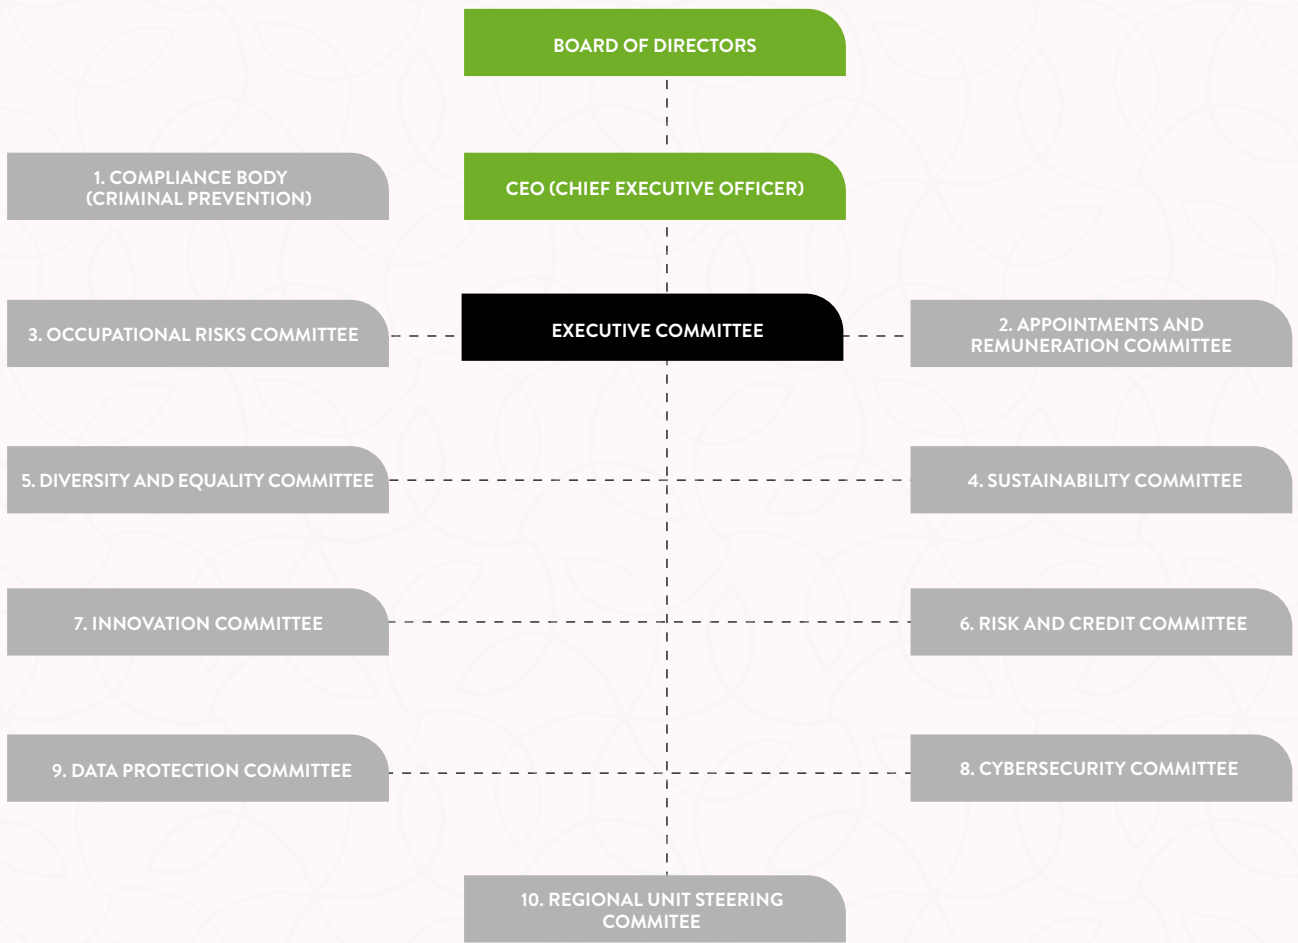 BOARD OF DIRECTORS
1. COMPLIANCE BODY
(CRIMINAL PREVENTION)
CEO (CHIEF EXECUTIVE OFFICER)
3. OCCUPATIONAL RISKS COMMITTEE
EXECUTIVE COMMITTEE
2. APPOINTMENTS AND
REMUNERATION COMMITTEE
5. DIVERSITY AND EQUALITY COMMITTEE
4. SUSTAINABILITY COMMITTEE
7. INNOVATION COMMITTEE
6. RISK AND CREDIT COMMITTEE
9. DATA PROTECTION COMMITTEE
8. CYBERSECURITY COMMITTEE
10. REGIONAL UNIT STEERING
COMMITEE